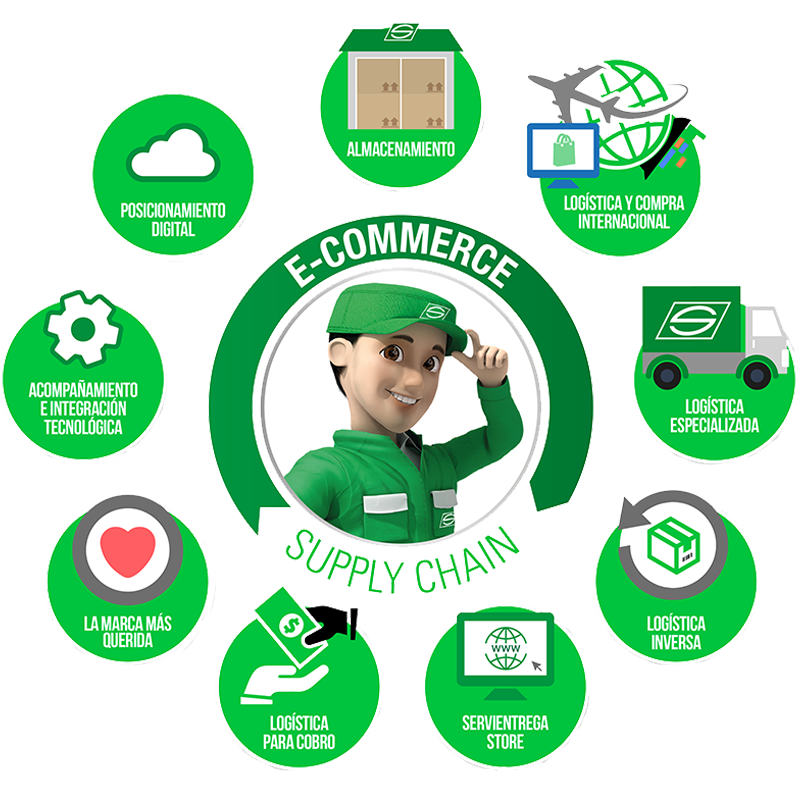 ALMACENAMIENTO
LOGÍSTICA Y COMPRA
INTERNACIONAL
POSICIONAMIENTO
DIGITAL
E-COMMERCE
LOGÍSTICA
ESPECIALIZADA
ACOMPAÑAMIENTO
E INTEGRACIÓN
TECNOLÓGICA
SUPPLY CHAIN
LA MARCA MÁS
QUERIDA
LOGÍSTICA
INVERSA
$
WWW
LOGÍSTICA
PARA COBRO
SERVIENTREGA
STORE